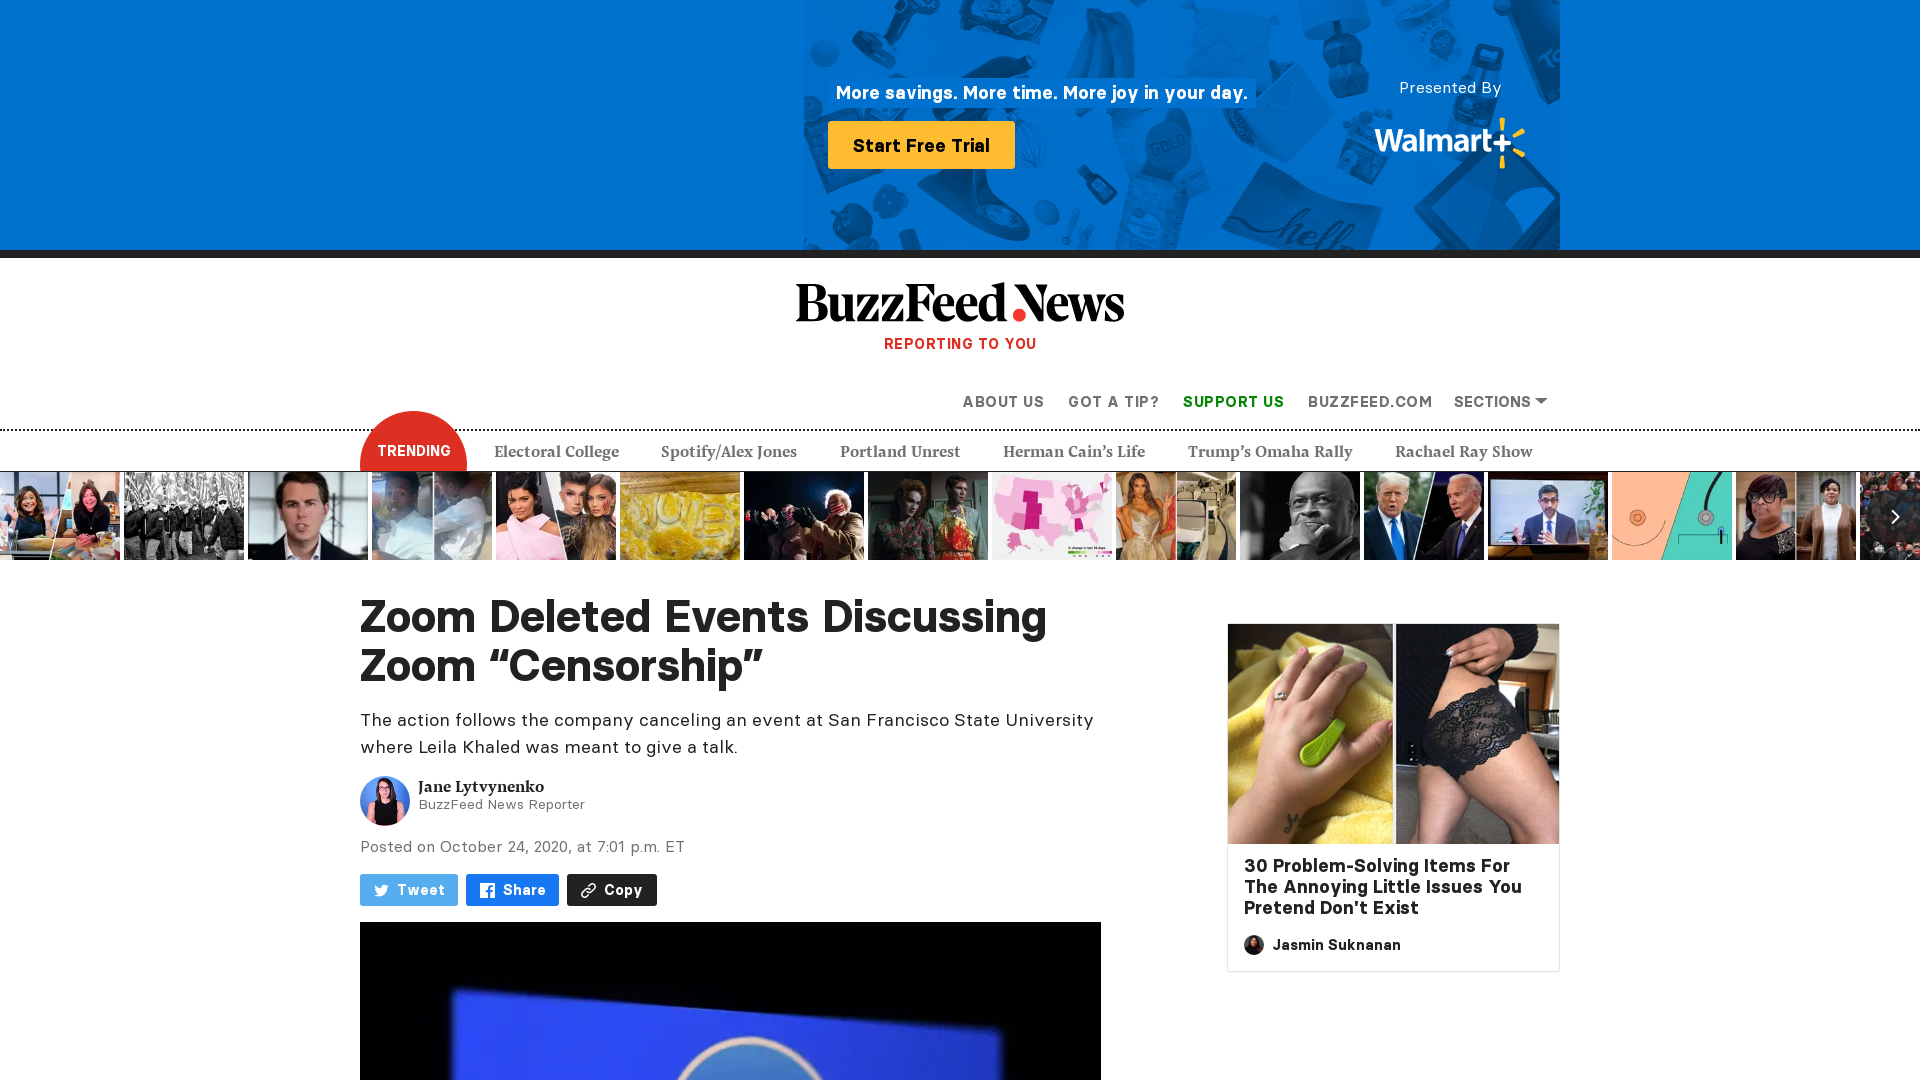 More savings. More time. More joy in your day.
Start Free Trial
Presented By
Walmart+
BuzzFeed News
REPORTING TO YOU
ABOUT US
GOT A TIP?
SUPPORT US
BUZZFEED.COM
SECTIONS
TRENDING
Electoral College
Spotify/Alex Jones
Portland Unrest
Herman Cain’s Life
Trump’s Omaha Rally
Rachael Ray Show
Zoom Deleted Events Discussing
Zoom “Censorship”
The action follows the company canceling an event at San Francisco State University
where Leila Khaled was meant to give a talk.
Jane Lytvynenko
BuzzFeed News Reporter
Posted on October 24, 2020, at 7:01 p.m. ET
Tweet
Share
Copy
30 Problem-Solving Items For
The Annoying Little Issues You
Pretend Don't Exist
Jasmin Suknanan